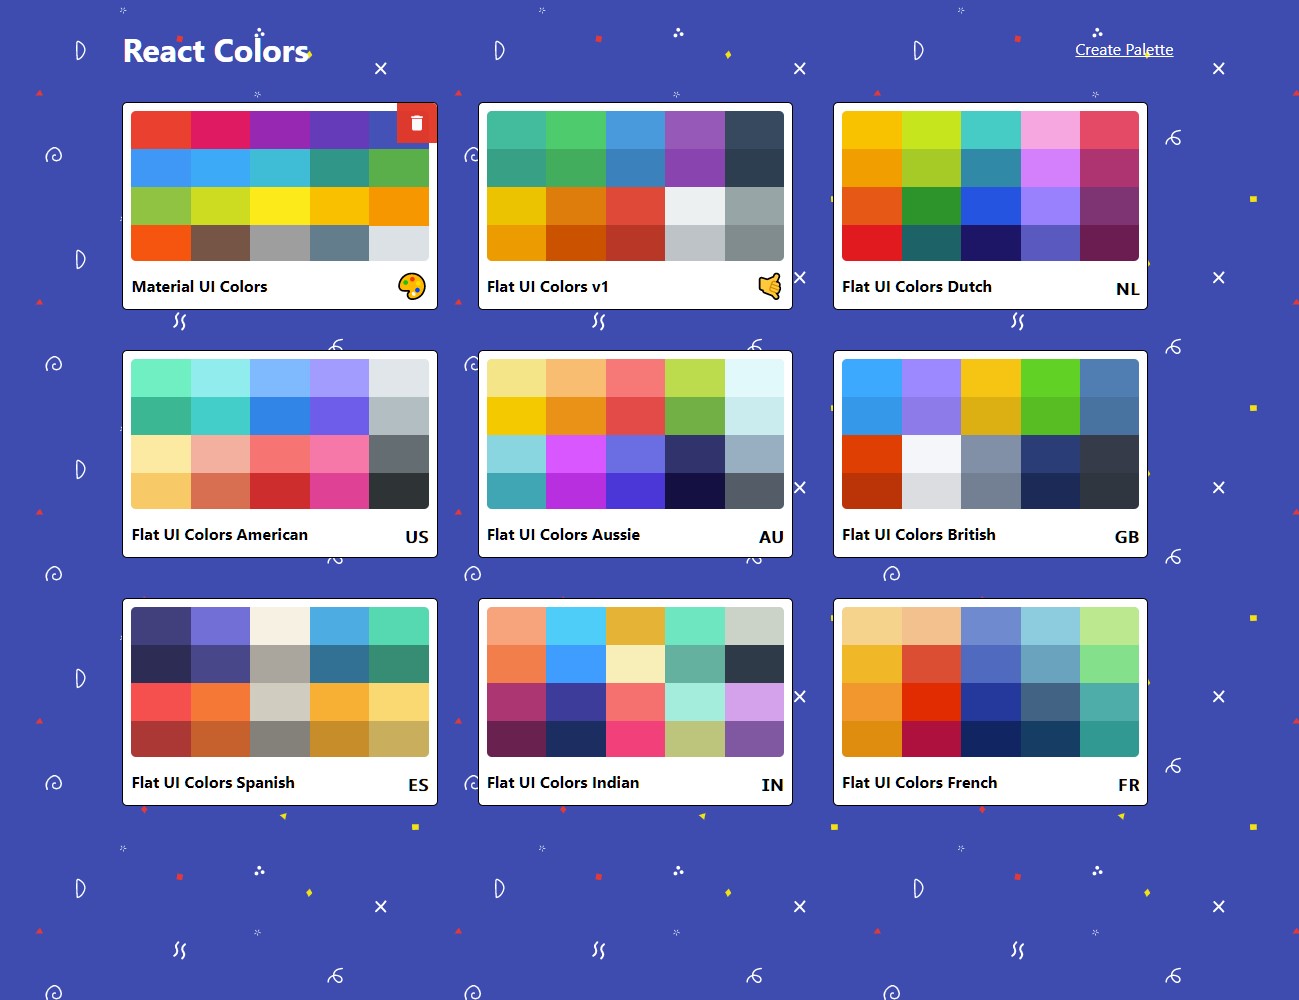 React Colors
Create Palette
Material UI Colors
Flat UI Colors v1
Flat UI Colors Dutch NL
Flat UI Colors American US
Flat UI Colors Aussie AU
Flat UI Colors British GB
Flat UI Colors Spanish ES
Flat UI Colors Indian IN
Flat UI Colors French FR